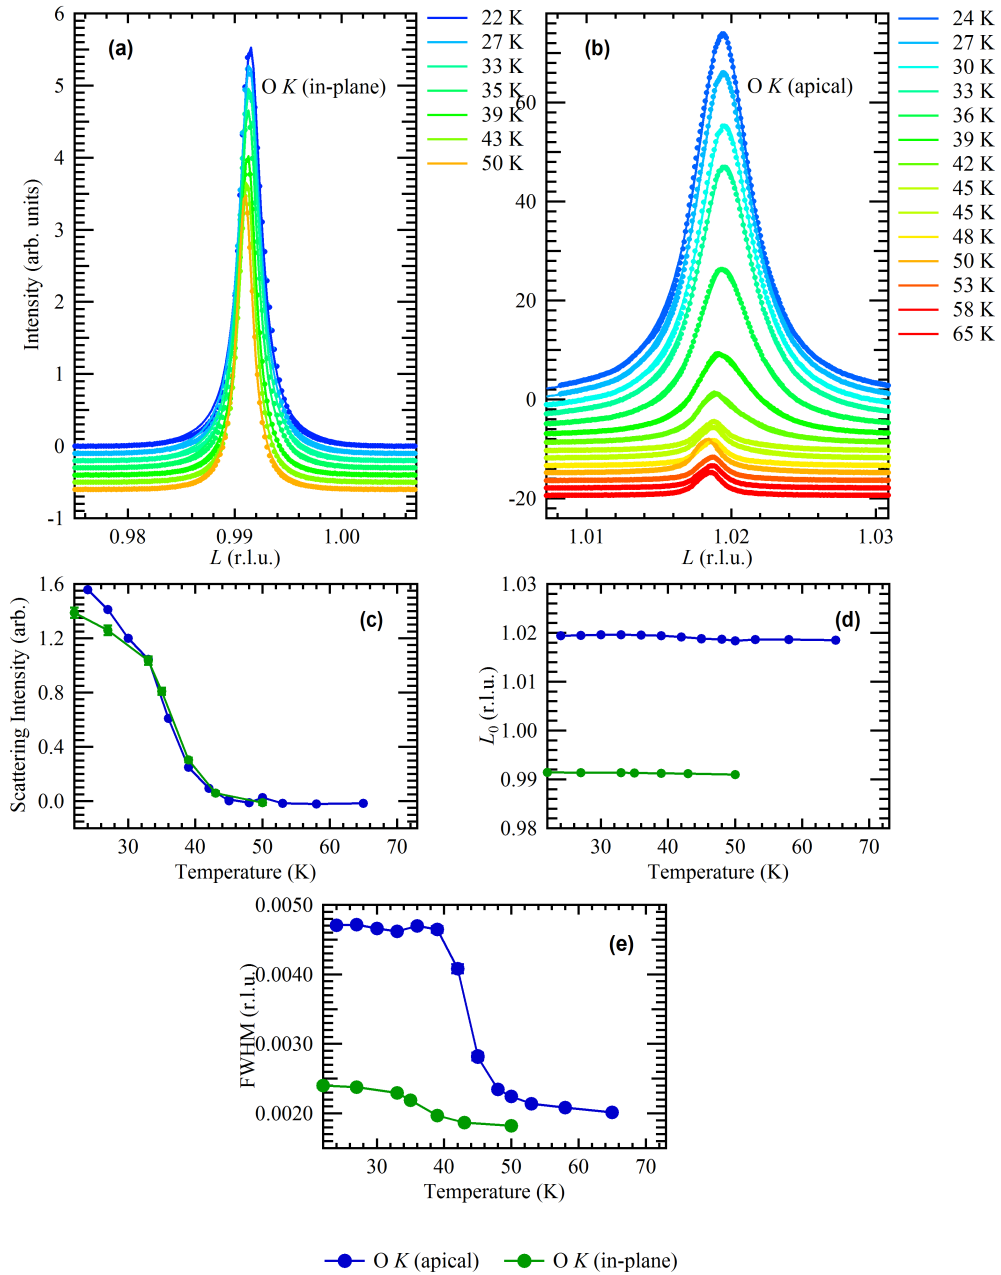 (a)
O K (in-plane)
6
5
4
3
2
1
0
-1
0.98
0.99
1.00
Intensity (arb. units)
L (r.l.u.)
22 K
27 K
33 K
35 K
39 K
43 K
50 K
(b)
O K (apical)
60
40
20
0
-20
1.01
1.02
1.03
L (r.l.u.)
24 K
27 K
30 K
33 K
36 K
39 K
42 K
45 K
45 K
48 K
50 K
53 K
58 K
65 K
(c)
1.6
1.2
0.8
0.4
0.0
30
40
50
60
70
Scattering Intensity (arb.)
Temperature (K)
(d)
1.03
1.02
1.01
1.00
0.99
0.98
30
40
50
60
70
L0 (r.l.u.)
Temperature (K)
(e)
0.0050
0.0040
0.0030
0.0020
30
40
50
60
70
FWHM (r.l.u.)
Temperature (K)
O K (apical)
O K (in-plane)